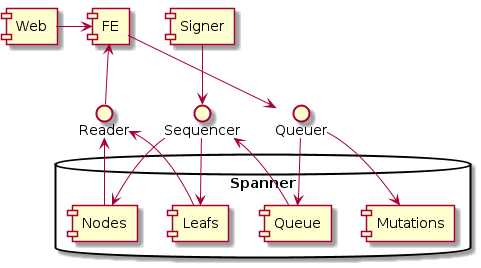 Web
FE
Signer
Reader
Sequencer
Queuer
Spanner
Nodes
Leafs
Queue
Mutations